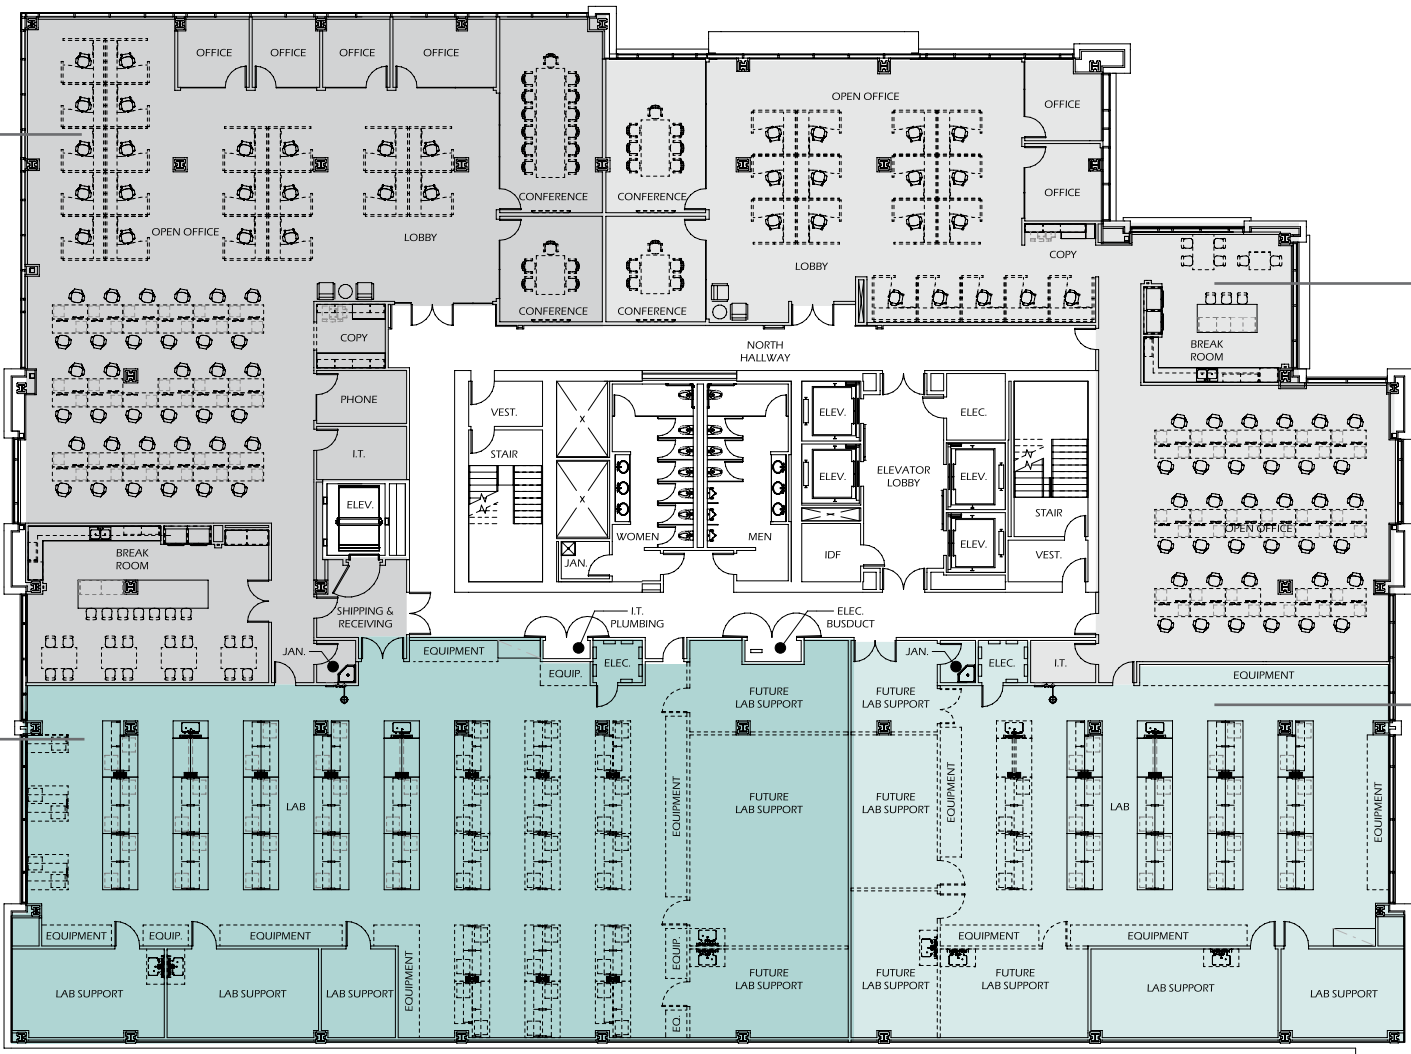 OFFICE
OFFICE
OFFICE
OFFICE
OPEN OFFICE
OFFICE
OFFICE
CONFERENCE
CONFERENCE
OPEN OFFICE
LOBBY
LOBBY
COPY
CONFERENCE
CONFERENCE
COPY
NORTH
HALLWAY
BREAK
ROOM
PHONE
VEST.
X
ELEV.
ELEC.
I.T.
STAIR
X
ELEV.
ELEVATOR
LOBBY
ELEV.
ELEV.
STAIR
OPEN OFFICE
WOMEN
MEN
ELEV.
BREAK
ROOM
JAN.
IDF
VEST.
SHIPPING &
RECEIVING
I.T.
PLUMBING
ELEC.
BUSDUCT
JAN.
EQUIPMENT
EQUIP.
ELEC.
JAN.
ELEC.
I.T.
EQUIPMENT
FUTURE
LAB SUPPORT
FUTURE
LAB SUPPORT
LAB
EQUIPMENT
FUTURE
LAB SUPPORT
FUTURE
LAB SUPPORT
EQUIPMENT
LAB
EQUIPMENT
EQUIPMENT
EQUIP.
EQUIPMENT
EQUIP.
EQUIPMENT
EQUIPMENT
LAB SUPPORT
LAB SUPPORT
LAB SUPPORT
EQUIPMENT
EQ.
FUTURE
LAB SUPPORT
FUTURE
LAB SUPPORT
FUTURE
LAB SUPPORT
LAB SUPPORT
LAB SUPPORT